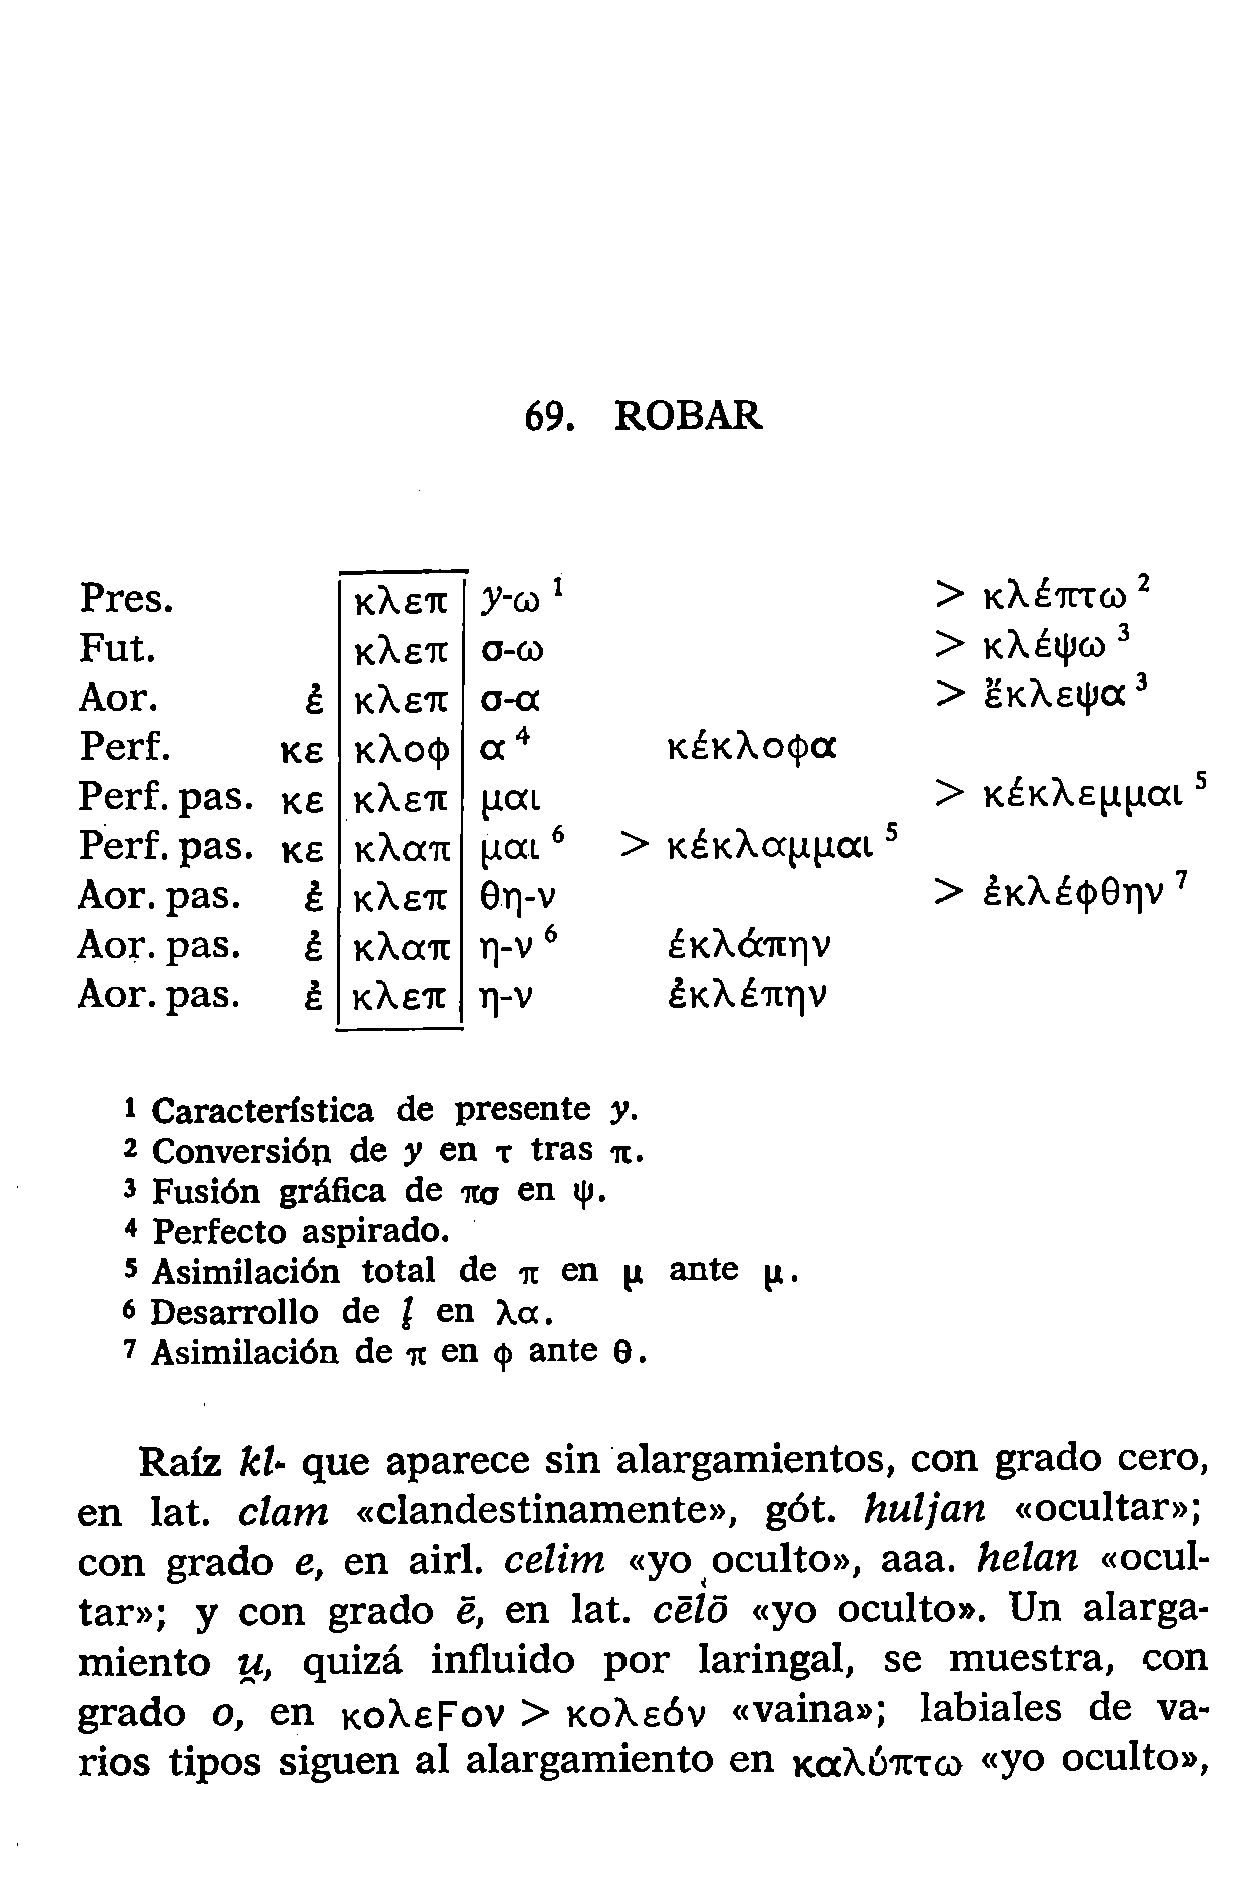 69. ROBAR
Pres. κλεπ y-ω ¹ > κλέπτω ²
Fut. κλεπ σ-ω > κλέψω ³
Aor. ἐ κλεπ σ-α > ἔκλεψα ³
Perf. κε κλοφ α ⁴ κέκλοφα
Perf. pas. κε κλεπ μαι > κέκλεμμαι ⁵
Perf. pas. κε κλαπ μαι ⁶ > κέκλαμμαι ⁵
Aor. pas. ἐ κλεπ θη-ν > ἐκλέφθην ⁷
Aor. pas. ἐ κλαπ η-ν ⁶ ἐκλάπην
Aor. pas. ἐ κλεπ η-ν ἐκλέπην
¹ Característica de presente y.
² Conversión de y en τ tras π.
³ Fusión gráfica de πσ en ψ.
⁴ Perfecto aspirado.
⁵ Asimilación total de π en μ ante μ.
⁶ Desarrollo de l̥ en λα.
⁷ Asimilación de π en φ ante θ.
Raíz kl- que aparece sin alargamientos, con grado cero,
en lat. clam «clandestinamente», gót. huljan «ocultar»;
con grado e, en airl. celim «yo oculto», aaa. helan «ocul-
tar»; y con grado ē, en lat. cēlō «yo oculto». Un alarga-
miento u̯, quizá influido por laringal, se muestra, con
grado o, en κολεFον > κολεόν «vaina»; labiales de va-
rios tipos siguen al alargamiento en καλύπτω «yo oculto»,